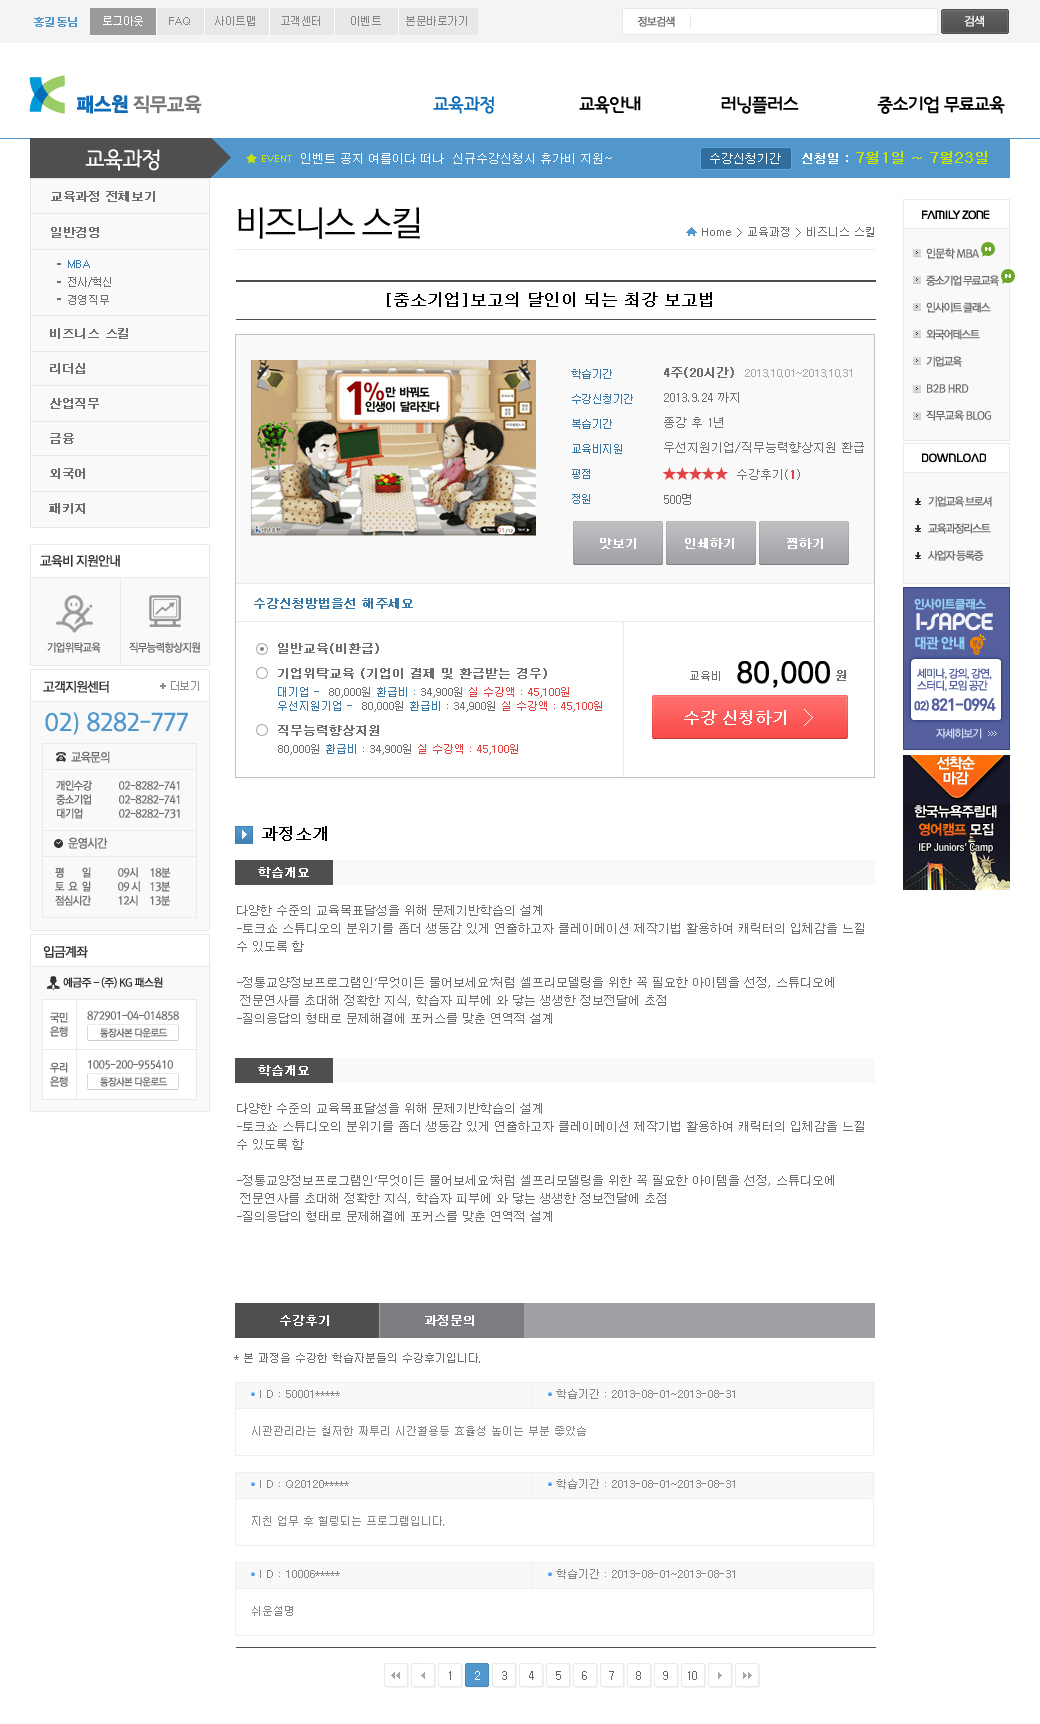 홍길동님
로그아웃
FAQ
사이트맵
고객센터
이벤트
본문바로가기
정보검색
검색
패스원 직무교육
교육과정
교육안내
러닝플러스
중소기업 무료교육
교육과정
EVENT 인벤트 공지 여름이다 떠나 신규수강신청시 휴가비 지원~
수강신청기간
신청일 : 7월1일 ~ 7월23일
교육과정 전체보기
일반경영
- MBA
- 전사/혁신
- 경영직무
비즈니스 스킬
리더십
산업직무
금융
외국어
패키지
교육비 지원안내
기업위탁교육
직무능력향상지원
고객지원센터
+ 더보기
02) 8282-777
교육문의
개인수강 02-8282-741
중소기업 02-8282-741
대기업 02-8282-731
운영시간
평 일 09시 18분
토 요 일 09 시 13분
점심시간 12시 13분
입금계좌
예금주 - (주) KG 패스원
국민 은행
872901-04-014858
통장사본 다운로드
우리 은행
1005-200-955410
통장사본 다운로드
비즈니스 스킬
Home > 교육과정 > 비즈니스 스킬
[중소기업]보고의 달인이 되는 최강 보고법
1%만 바꿔도
인생이 달라진다
학습기간 4주(20시간) 2013.10.01~2013.10.31
수강신청기간 2013.9.24 까지
복습기간 종강 후 1년
교육비지원 우선지원기업/직무능력향상지원 환급
평점 ★★★★★ 수강후기(1)
정원 500명
맛보기
인쇄하기
찜하기
수강신청방법을선 해주세요
일반교육(비환급)
기업위탁교육 (기업이 결제 및 환급받는 경우)
대기업 - 80,000원 환급비 : 34,900원 실 수강액 : 45,100원
우선지원기업 - 80,000원 환급비 : 34,900원 실 수강액 : 45,100원
직무능력향상지원
80,000원 환급비 : 34,900원 실 수강액 : 45,100원
교육비 80,000 원
수강 신청하기
과정소개
학습개요
다양한 수준의 교육목표달성을 위해 문제기반학습의 설계
-토크쇼 스튜디오의 분위기를 좀더 생동감 있게 연출하고자 클레이메이션 제작기법 활용하여 캐릭터의 입체감을 느낄
수 있도록 함
-정통교양정보프로그램인‘무엇이든 물어보세요’처럼 셀프리모델링을 위한 꼭 필요한 아이템을 선정, 스튜디오에
전문연사를 초대해 정확한 지식, 학습자 피부에 와 닿는 생생한 정보전달에 초점
-질의응답의 형태로 문제해결에 포커스를 맞춘 연역적 설계
학습개요
다양한 수준의 교육목표달성을 위해 문제기반학습의 설계
-토크쇼 스튜디오의 분위기를 좀더 생동감 있게 연출하고자 클레이메이션 제작기법 활용하여 캐릭터의 입체감을 느낄
수 있도록 함
-정통교양정보프로그램인‘무엇이든 물어보세요’처럼 셀프리모델링을 위한 꼭 필요한 아이템을 선정, 스튜디오에
전문연사를 초대해 정확한 지식, 학습자 피부에 와 닿는 생생한 정보전달에 초점
-질의응답의 형태로 문제해결에 포커스를 맞춘 연역적 설계
수강후기
과정문의
* 본 과정을 수강한 학습자분들의 수강후기입니다.
I D : 50001*****
학습기간 : 2013-08-01~2013-08-31
시관관리라는 철저한 짜투리 시간활용등 효율성 높이는 부분 좋았슴
I D : Q20120*****
학습기간 : 2013-08-01~2013-08-31
지친 업무 후 힐링되는 프로그램입니다.
I D : 10006*****
학습기간 : 2013-08-01~2013-08-31
쉬운설명
1 2 3 4 5 6 7 8 9 10
FAMILY ZONE
인문학 MBA N
중소기업 무료교육 N
인사이트 클래스
외국어테스트
기업교육
B2B HRD
직무교육 BLOG
DOWNLOAD
기업교육 브로셔
교육과정리스트
사업자 등록증
인사이트클래스
I-SAPCE
대관 안내
세미나, 강의, 강연,
스터디, 모임 공간
02) 821-0994
자세히보기 >>
선착순
마감
한국뉴욕주립대
영어캠프 모집
IEP Juniors' Camp